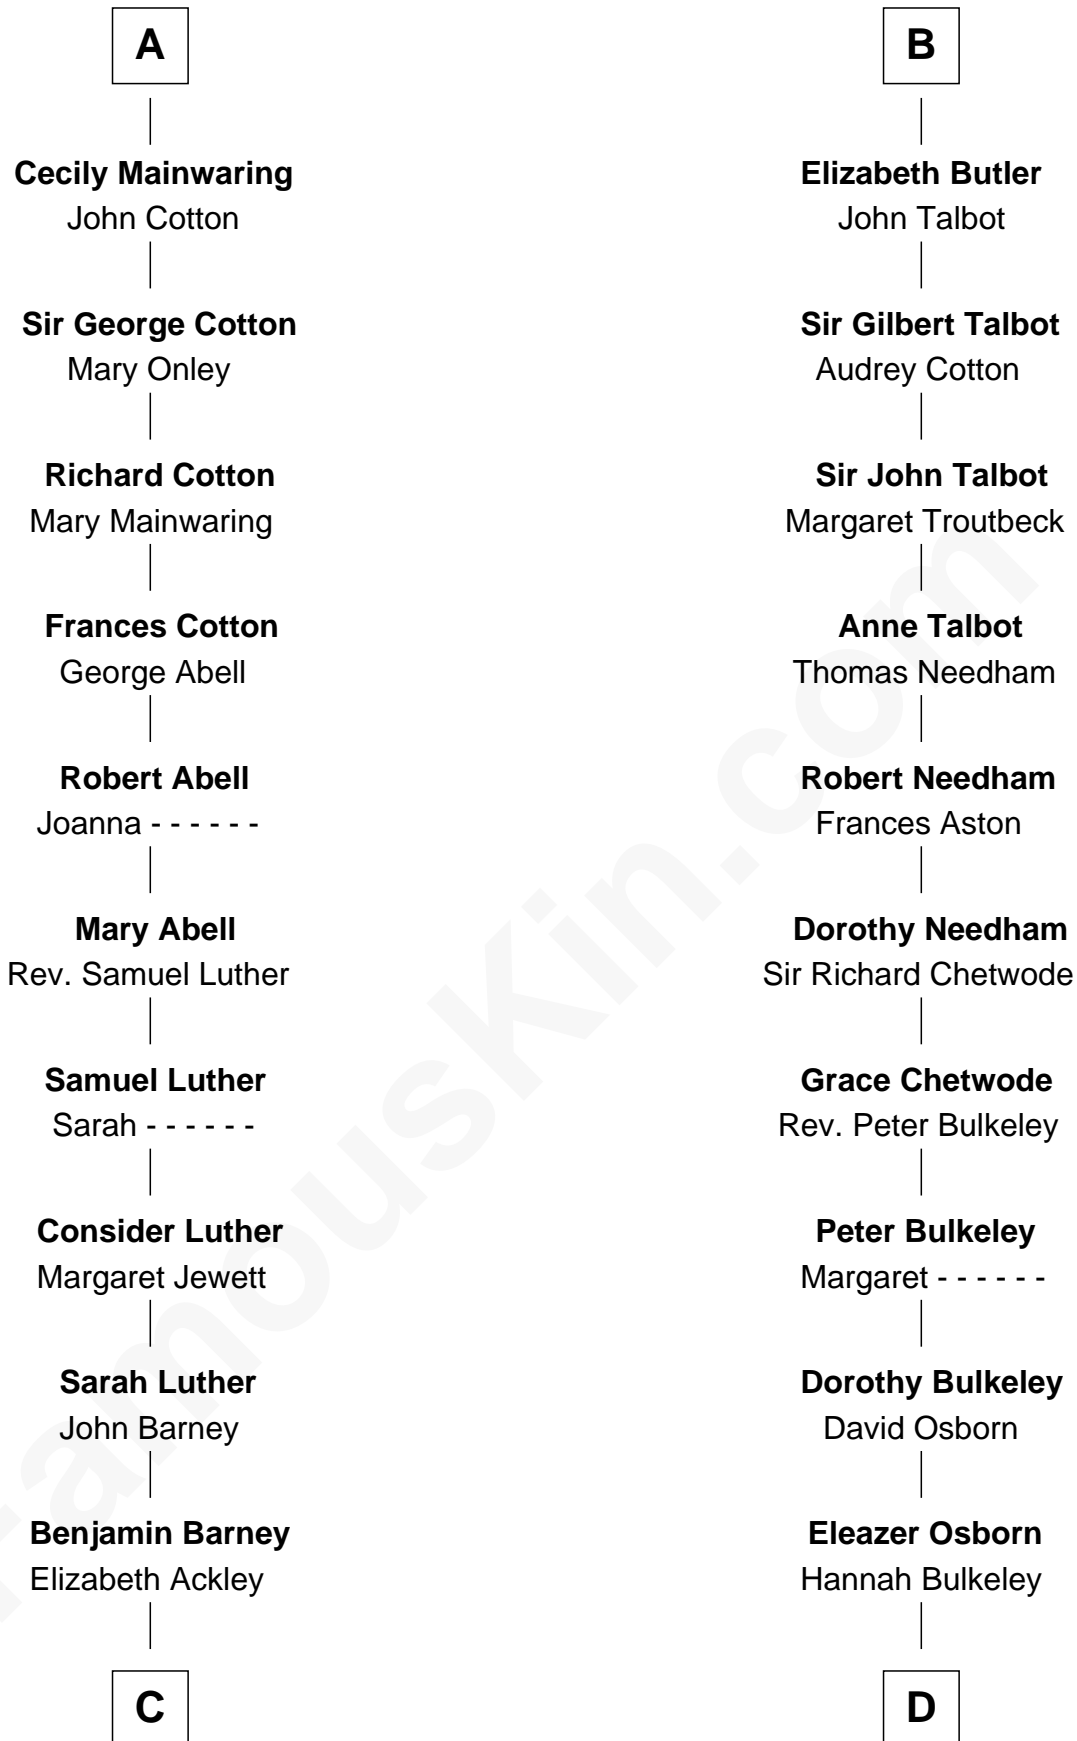 A
Cecily Mainwaring
John Cotton
Sir George Cotton
Mary Onley
Richard Cotton
Mary Mainwaring
Frances Cotton
George Abell
Robert Abell
Joanna - - - - - -
Mary Abell
Rev. Samuel Luther
Samuel Luther
Sarah - - - - - -
Consider Luther
Margaret Jewett
Sarah Luther
John Barney
Benjamin Barney
Elizabeth Ackley
C
B
Elizabeth Butler
John Talbot
Sir Gilbert Talbot
Audrey Cotton
Sir John Talbot
Margaret Troutbeck
Anne Talbot
Thomas Needham
Robert Needham
Frances Aston
Dorothy Needham
Sir Richard Chetwode
Grace Chetwode
Rev. Peter Bulkeley
Peter Bulkeley
Margaret - - - - - -
Dorothy Bulkeley
David Osborn
Eleazer Osborn
Hannah Bulkeley
D
FamousKin.com